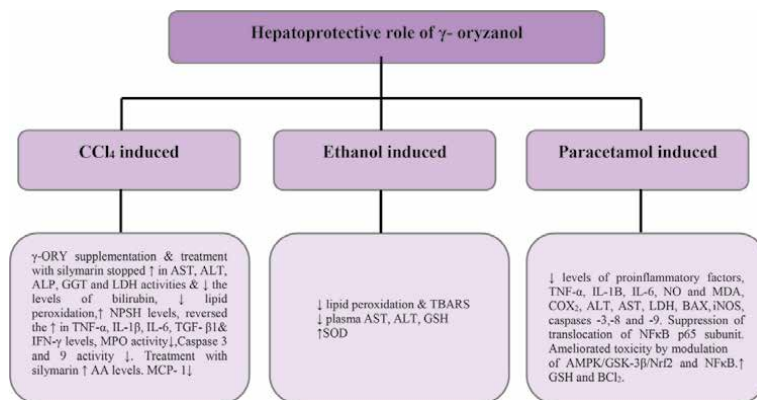 Hepatoprotective role of γ- oryzanol
CCl₄ induced
Ethanol induced
Paracetamol induced
γ-ORY supplementation & treatment
with silymarin stopped ↑ in AST, ALT,
ALP, GGT and LDH activities & ↓ the
levels of bilirubin, ↓ lipid
peroxidation,↑ NPSH levels, reversed
the ↑ in TNF-α, IL-1β, IL-6, TGF- β1&
IFN-γ levels, MPO activity↓,Caspase 3
and 9 activity ↓. Treatment with
silymarin ↑ AA levels. MCP- 1↓
↓ lipid peroxidation & TBARS
↓ plasma AST, ALT, GSH
↑SOD
↓ levels of proinflammatory factors,
TNF-α, IL-1B, IL-6, NO and MDA,
COX₂, ALT, AST, LDH, BAX, iNOS,
caspases -3,-8 and -9. Suppression of
translocation of NFκB p65 subunit.
Ameliorated toxicity by modulation
of AMPK/GSK-3β/Nrf2 and NFκB.↑
GSH and BCl₂.